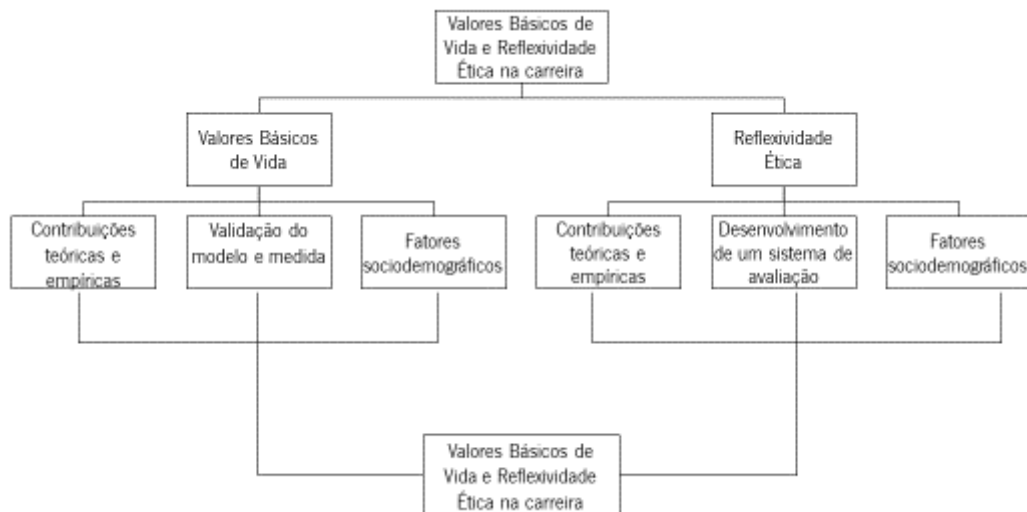 Valores Básicos de
Vida e Reflexividade
Ética na carreira
Valores Básicos
de Vida
Reflexividade
Ética
Contribuições
teóricas e
empíricas
Validação do
modelo e medida
Fatores
sociodemográficos
Contribuições
teóricas e
empíricas
Desenvolvimento
de um sistema de
avaliação
Fatores
sociodemográficos
Valores Básicos de
Vida e Reflexividade
Ética na carreira